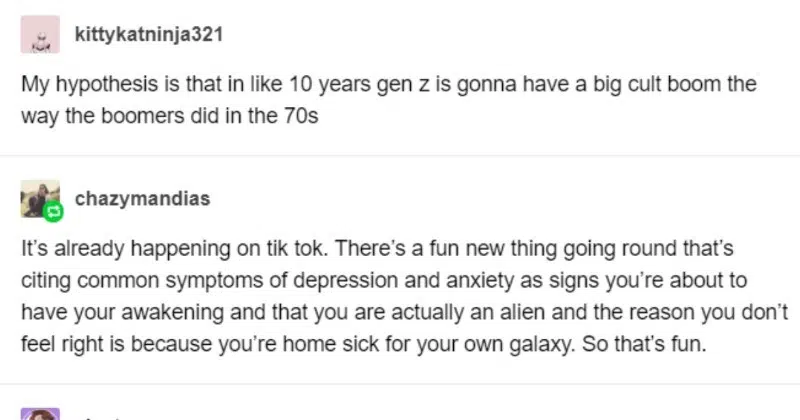 kittykatninja321
My hypothesis is that in like 10 years gen z is gonna have a big cult boom the
way the boomers did in the 70s
chazymandias
It’s already happening on tik tok. There’s a fun new thing going round that’s
citing common symptoms of depression and anxiety as signs you’re about to
have your awakening and that you are actually an alien and the reason you don’t
feel right is because you’re home sick for your own galaxy. So that’s fun.